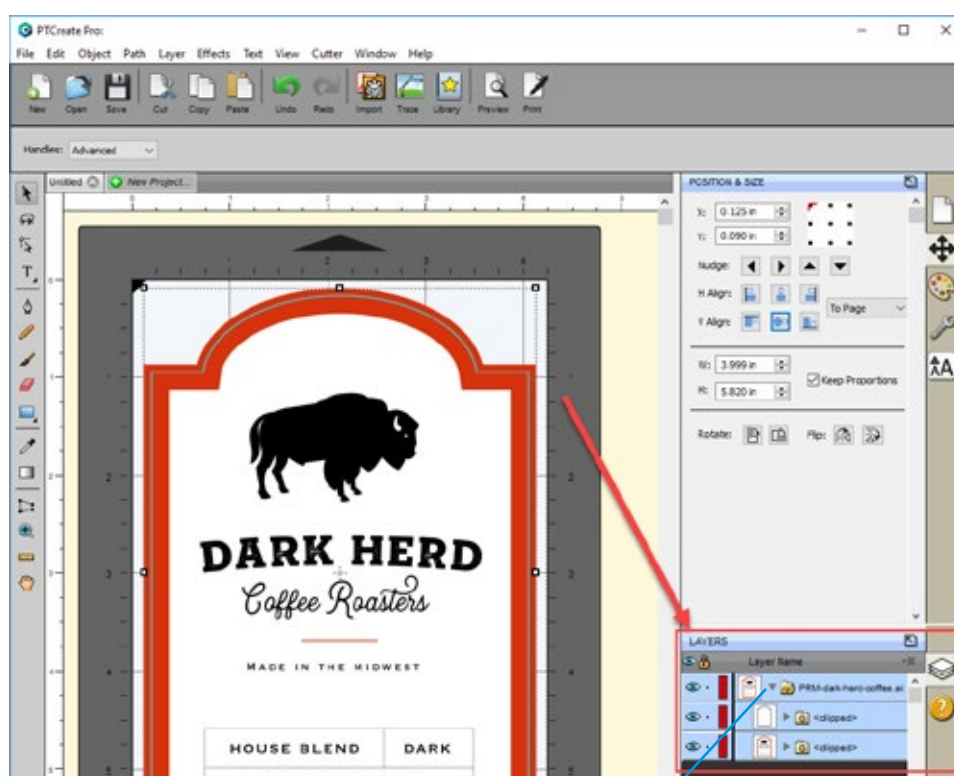 PTCreate Pro:
File Edit Object Path Layer Effects Text View Cutter Window Help
New Open Save Cut Copy Paste Undo Redo Import Trace Library Preview Print
Handles: Advanced
Untitled New Project...
POSITION & SIZE
X: 0.125 in
Y: 0.090 in
Nudge:
H Align:
To Page
V Align:
W: 3.999 in
Keep Proportions
H: 5.820 in
Rotate: Flip:
AA
DARK HERD
Coffee Roasters
MADE IN THE MIDWEST
HOUSE BLEND DARK
LAYERS
Layer Name
PRM-dark-herd-coffee.ai
<clipped>
<clipped>